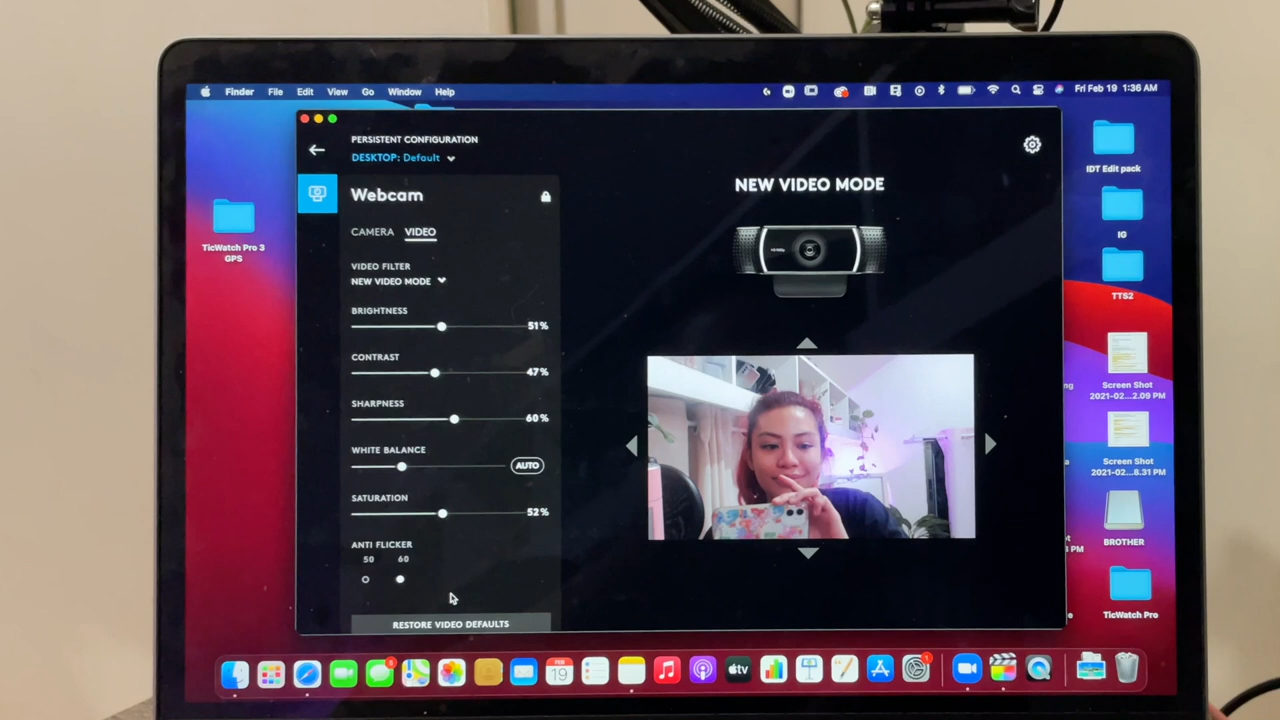 Finder File Edit View Go Window Help
Fri Feb 19 1:36 AM
PERSISTENT CONFIGURATION
DESKTOP: Default
Webcam
CAMERA VIDEO
VIDEO FILTER
NEW VIDEO MODE
BRIGHTNESS
51%
CONTRAST
47%
SHARPNESS
60%
WHITE BALANCE
AUTO
SATURATION
52%
ANTI FLICKER
50 60
RESTORE VIDEO DEFAULTS
NEW VIDEO MODE
TicWatch Pro 3
GPS
IDT Edit pack
IG
TTS2
Screen Shot
2021-02...2.09 PM
Screen Shot
2021-02...8.31 PM
BROTHER
TicWatch Pro
FEB
19
tv